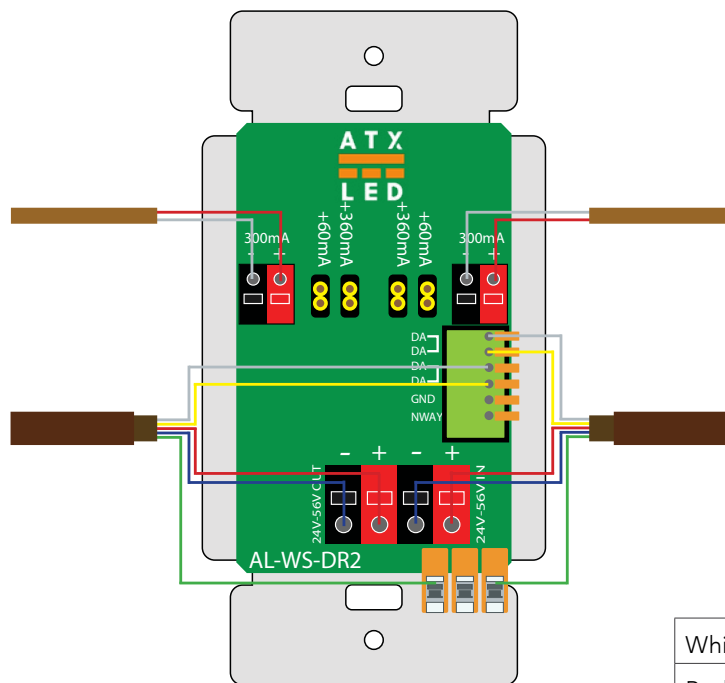 ATX
LED
+60mA
+360mA
+360mA
+60mA
300mA
- +
300mA
- +
DA
DA
DA
DA
GND
NWAY
- + - +
24V-56V OUT
24V-56V IN
AL-WS-DR2
Whi